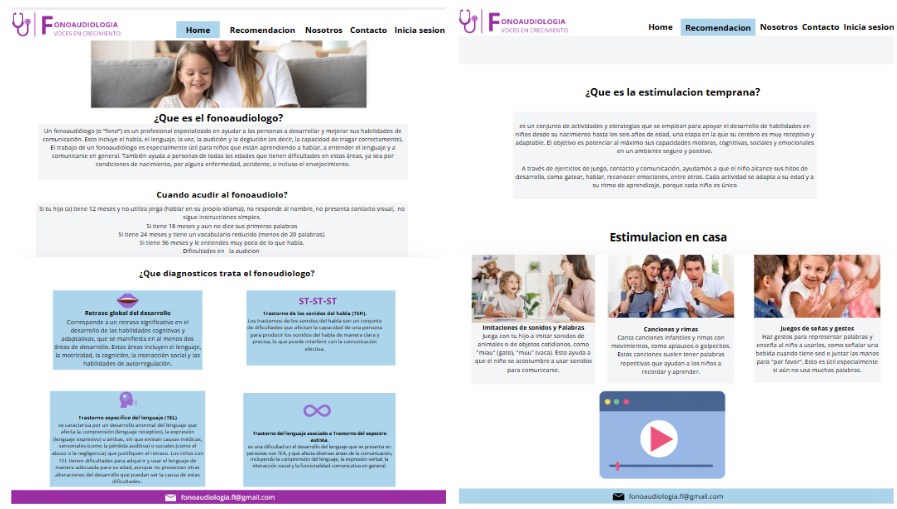 FONOAUDIOLOGIA
VOCES EN CRECIMIENTO
Home Recomendacion Nosotros Contacto Inicia sesion
¿Que es el fonoaudiologo?
Un fonoaudiólogo (o "fono") es un profesional especializado en ayudar a las personas a desarrollar y mejorar sus habilidades de
comunicación. Esto incluye el habla, el lenguaje, la voz, la audición y la deglución (es decir, la capacidad de tragar correctamente).
El trabajo de un fonoaudiólogo es especialmente útil para niños que están aprendiendo a hablar, a entender el lenguaje y a
comunicarse en general. También ayuda a personas de todas las edades que tienen dificultades en estas áreas, ya sea por
condiciones de nacimiento, por alguna enfermedad, accidente, o incluso el envejecimiento.
Cuando acudir al fonoaudiolo?
Si tu hijo (a) tiene 12 meses y no utiliza jerga (hablar en su propio idioma), no responde al nombre, no presenta contacto visual, no
sigue instrucciones simples.
Si tiene 18 meses y aun no dice sus primeras palabras
Si tiene 24 meses y tiene un vocabulario reducido (menos de 20 palabras).
Si tiene 36 meses y le entiendes muy poco de lo que habla.
Dificultades en la audicion
¿Que diagnosticos trata el fonoudiologo?
Retraso global del desarrollo
Corresponde a un retraso significativo en el
desarrollo de las habilidades cognitivas y
adaptativas, que se manifiesta en al menos dos
áreas de desarrollo. Estas áreas incluyen el lenguaje,
la motricidad, la cognición, la interacción social y las
habilidades de autorregulación.
ST-ST-ST
Trastorno de los sonidos del habla (TSH).
Los trastornos de los sonidos del habla son un conjunto
de dificultades que afectan la capacidad de una persona
para producir los sonidos del habla de manera clara y
precisa, lo que puede interferir con la comunicación
efectiva.
Trastorno especifico del lenguaje (TEL)
se caracteriza por un desarrollo anormal del lenguaje que
afecta la comprensión (lenguaje receptivo), la expresión
(lenguaje expresivo) o ambas, sin que existan causas médicas,
sensoriales (como la pérdida auditiva) o sociales (como el
abuso o la negligencia) que justifiquen el retraso. Los niños con
TEL tienen dificultades para adquirir y usar el lenguaje de
manera adecuada para su edad, aunque no presentan otras
alteraciones del desarrollo que puedan ser la causa de estas
dificultades.
Trastorno del lenguaje asociado a Trastorno del espectro
autista.
es una dificultad en el desarrollo del lenguaje que se presenta en
personas con TEA, y que afecta diversas áreas de la comunicación,
incluyendo la comprensión del lenguaje, la expresión verbal, la
interacción social y la funcionalidad comunicativa en general.
fonoaudiologia.fl@gmail.com
FONOAUDIOLOGIA
VOCES EN CRECIMIENTO
Home Recomendacion Nosotros Contacto Inicia sesion
¿Que es la estimulacion temprana?
es un conjunto de actividades y estrategias que se emplean para apoyar el desarrollo de habilidades en
niños desde su nacimiento hasta los seis años de edad, una etapa en la que su cerebro es muy receptivo y
adaptable. El objetivo es potenciar al máximo sus capacidades motoras, cognitivas, sociales y emocionales
en un ambiente seguro y positivo.
A través de ejercicios de juego, contacto y comunicación, ayudamos a que el niño alcance sus hitos de
desarrollo, como gatear, hablar, reconocer emociones, entre otros. Cada actividad se adapta a su edad y a
su ritmo de aprendizaje, porque cada niño es único
Estimulacion en casa
Imitaciones de sonidos y Palabras
Juega con tu hijo a imitar sonidos de
animales o de objetos cotidianos, como
"miau" (gato), "muu" (vaca). Esto ayuda a
que el niño se acostumbre a usar sonidos
para comunicarse.
Canciones y rimas
Canta canciones infantiles y rimas con
movimientos, como aplausos o golpecitos.
Estas canciones suelen tener palabras
repetitivas que ayudan a los niños a
recordar y aprender.
Juegos de señas y gestos
Haz gestos para representar palabras y
enseña al niño a usarlos, como señalar una
bebida cuando tiene sed o juntar las manos
para "por favor". Esto es útil especialmente
si aún no usa muchas palabras.
fonoaudiologia.fl@gmail.com